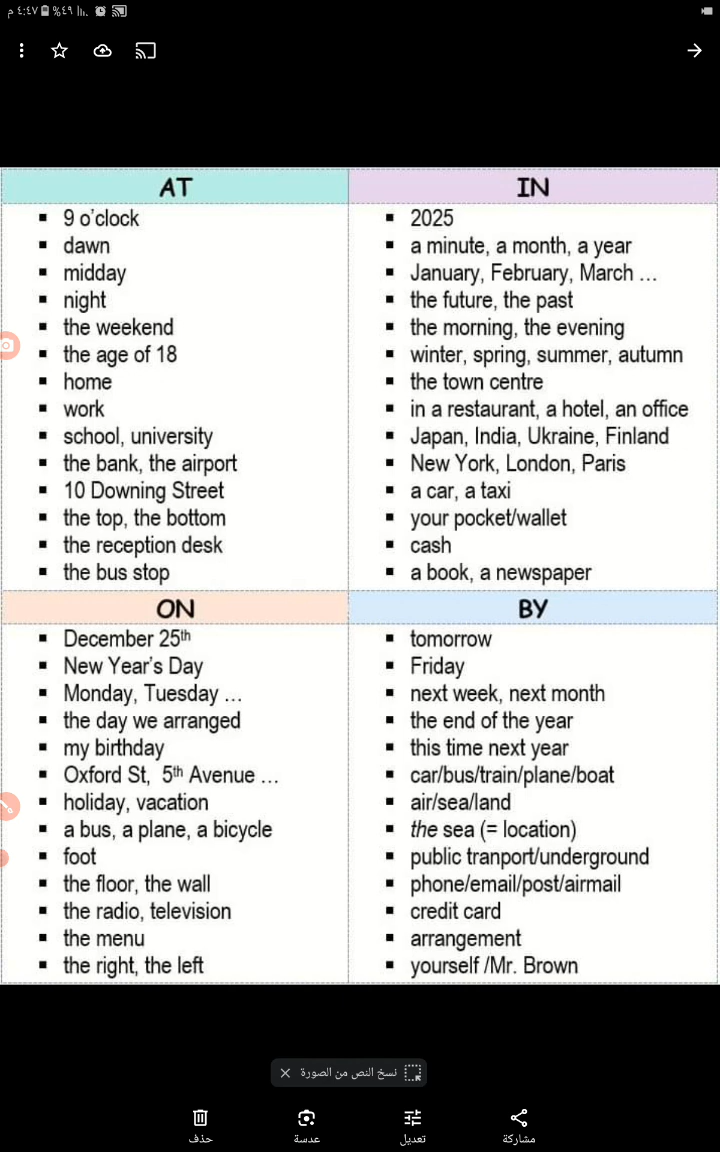 م ٤:٤٧ %٤٩
AT
9 o'clock
dawn
midday
night
the weekend
the age of 18
home
work
school, university
the bank, the airport
10 Downing Street
the top, the bottom
the reception desk
the bus stop
IN
2025
a minute, a month, a year
January, February, March …
the future, the past
the morning, the evening
winter, spring, summer, autumn
the town centre
in a restaurant, a hotel, an office
Japan, India, Ukraine, Finland
New York, London, Paris
a car, a taxi
your pocket/wallet
cash
a book, a newspaper
ON
December 25th
New Year's Day
Monday, Tuesday …
the day we arranged
my birthday
Oxford St, 5th Avenue …
holiday, vacation
a bus, a plane, a bicycle
foot
the floor, the wall
the radio, television
the menu
the right, the left
BY
tomorrow
Friday
next week, next month
the end of the year
this time next year
car/bus/train/plane/boat
air/sea/land
the sea (= location)
public tranport/underground
phone/email/post/airmail
credit card
arrangement
yourself /Mr. Brown
نسخ النص من الصورة
مشاركة
تعديل
عدسة
حذف